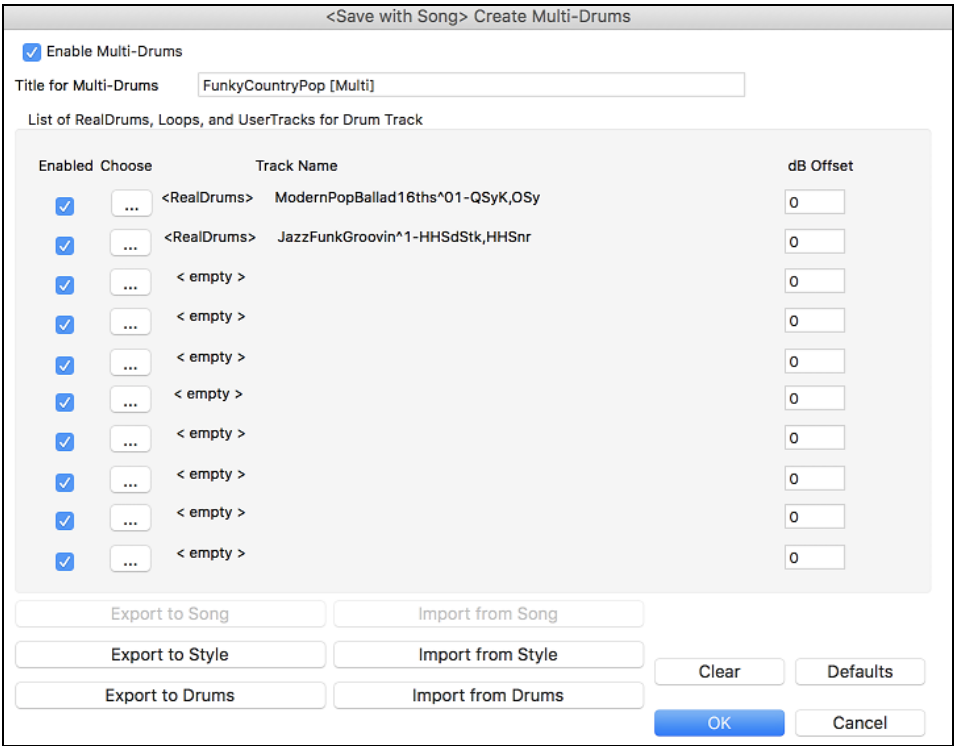 <Save with Song> Create Multi-Drums
Enable Multi-Drums
Title for Multi-Drums FunkyCountryPop [Multi]
List of RealDrums, Loops, and UserTracks for Drum Track
Enabled Choose Track Name dB Offset
... <RealDrums> ModernPopBallad16ths^01-QSyK,OSy 0
... <RealDrums> JazzFunkGroovin^1-HHSdStk,HHSnr 0
... < empty > 0
... < empty > 0
... < empty > 0
... < empty > 0
... < empty > 0
... < empty > 0
... < empty > 0
... < empty > 0
Export to Song Import from Song
Export to Style Import from Style
Clear Defaults
Export to Drums Import from Drums
OK Cancel